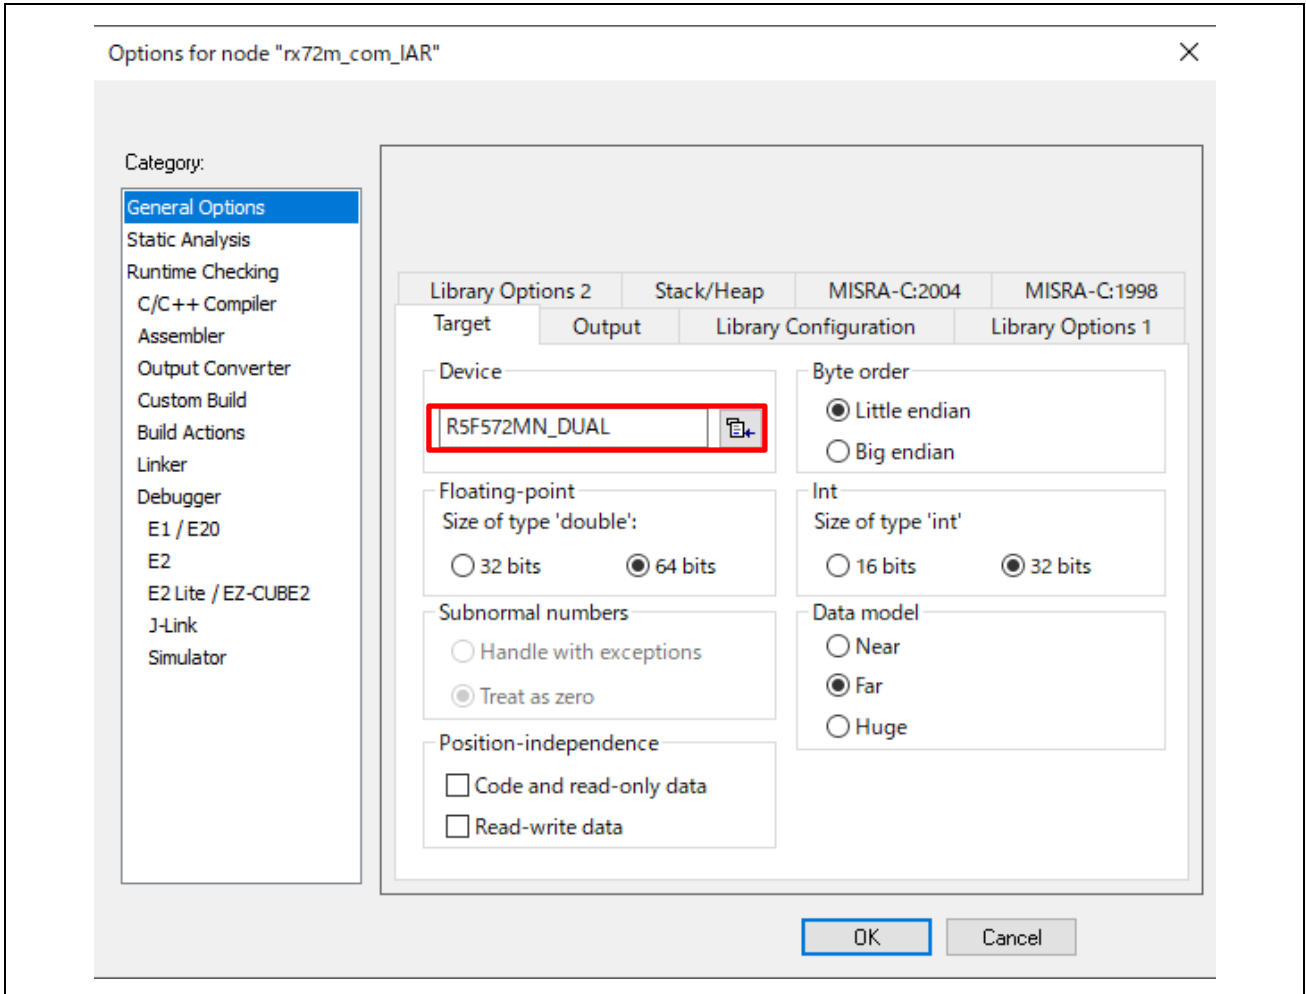 Options for node "rx72m_com_IAR"
Category:
General Options
Static Analysis
Runtime Checking
C/C++ Compiler
Assembler
Output Converter
Custom Build
Build Actions
Linker
Debugger
E1 / E20
E2
E2 Lite / EZ-CUBE2
J-Link
Simulator
Library Options 2 Stack/Heap MISRA-C:2004 MISRA-C:1998
Target Output Library Configuration Library Options 1
Device
R5F572MN_DUAL
Byte order
Little endian
Big endian
Floating-point
Size of type 'double':
32 bits 64 bits
Int
Size of type 'int'
16 bits 32 bits
Subnormal numbers
Handle with exceptions
Treat as zero
Data model
Near
Far
Huge
Position-independence
Code and read-only data
Read-write data
OK Cancel